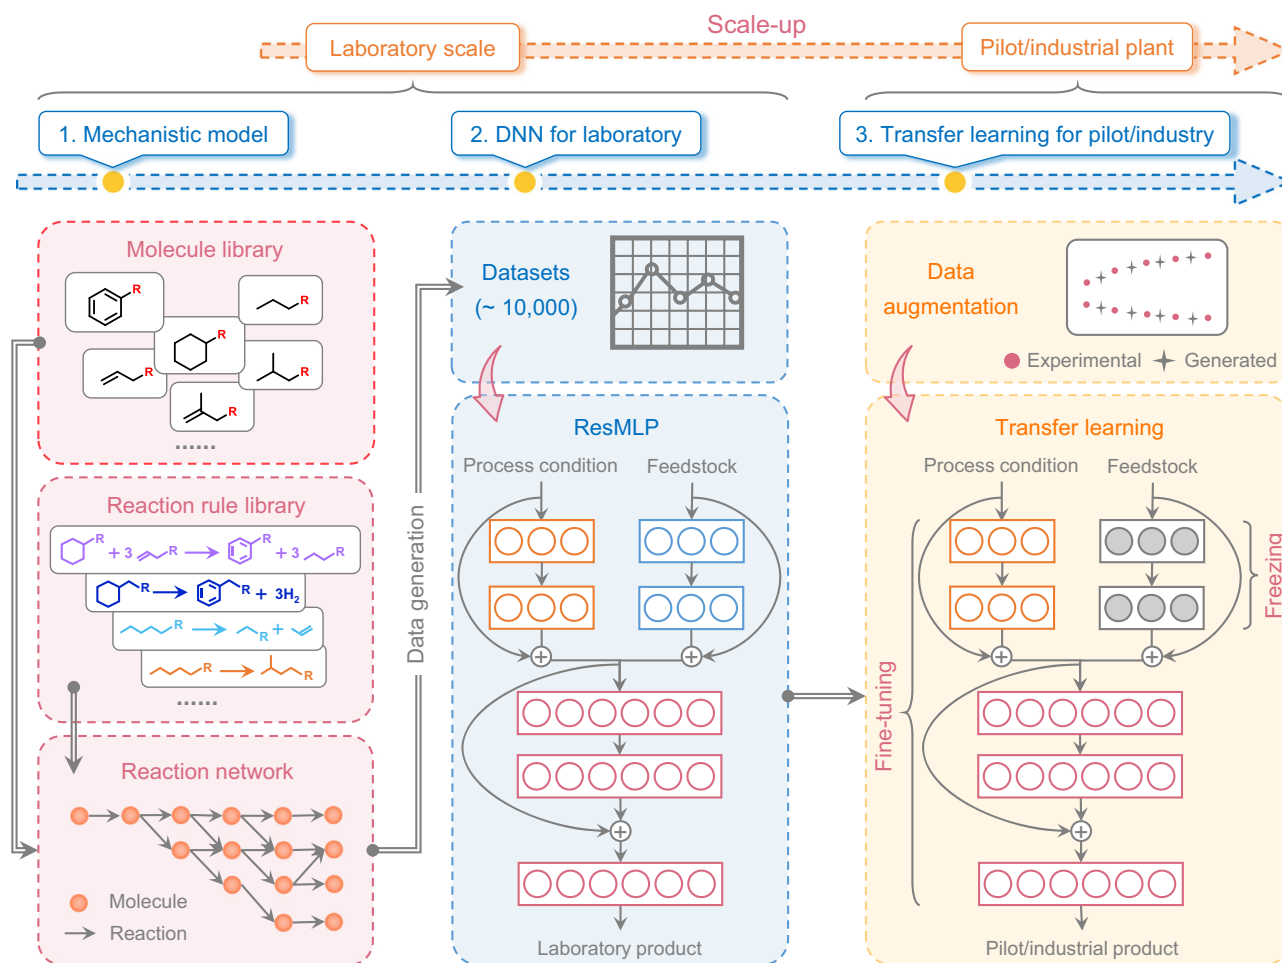 Scale-up
Laboratory scale
Pilot/industrial plant
1. Mechanistic model
2. DNN for laboratory
3. Transfer learning for pilot/industry
Molecule library
R
R
R
R
R
R
......
Reaction rule library
R
+ 3
R
R
+ 3
R
R
R
+ 3H₂
R
R
+
R
R
......
Reaction network
Molecule
Reaction
Data generation
Datasets
(~ 10,000)
ResMLP
Process condition
Feedstock
+
+
+
Laboratory product
Data
augmentation
Experimental
Generated
Transfer learning
Process condition
Feedstock
Freezing
Fine-tuning
+
+
+
Pilot/industrial product